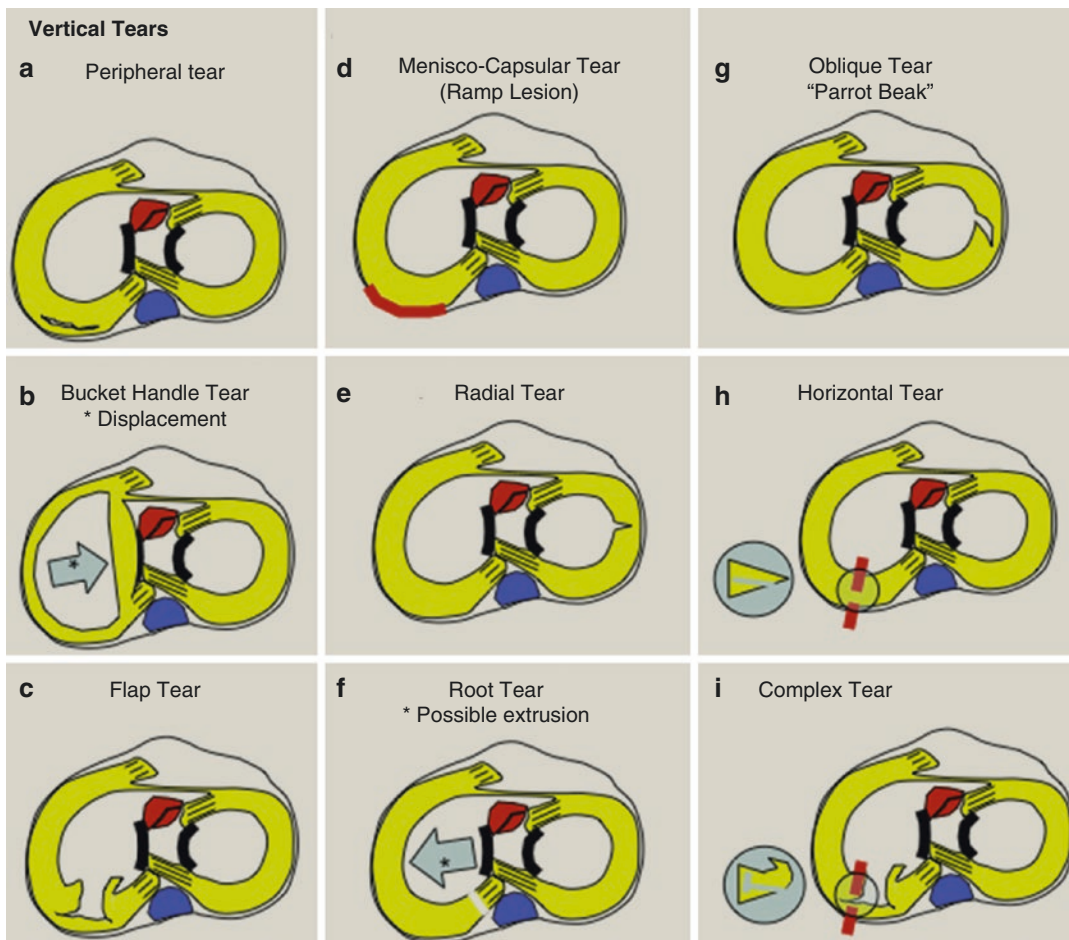 Vertical Tears
a
Peripheral tear
b
Bucket Handle Tear
* Displacement
*
c
Flap Tear
d
Menisco-Capsular Tear
(Ramp Lesion)
e
Radial Tear
f
Root Tear
* Possible extrusion
*
g
Oblique Tear
“Parrot Beak”
h
Horizontal Tear
i
Complex Tear